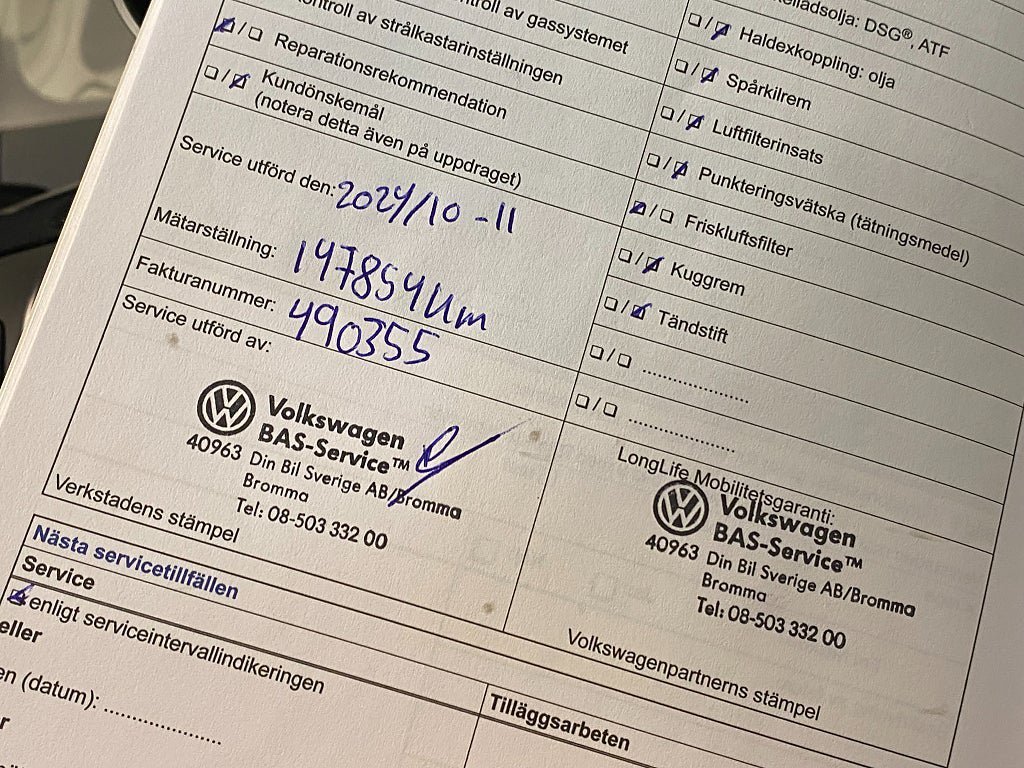 Kontroll av strålkastarinställningen
☑/☐ Reparationsrekommendation
☐/☑ Kundönskemål
(notera detta även på uppdraget)
Service utförd den: 2024/10-11
Mätarställning: 147854 km
Fakturanummer: 490355
Service utförd av:
Volkswagen
BAS-Service™
40963 Din Bil Sverige AB/Bromma
Bromma
Tel: 08-503 332 00
Verkstadens stämpel
av gassystemet
DSG®, ATF
☐/☑ Haldexkoppling: olja
☐/☑ Spårkilrem
☐/☑ Luftfilterinsats
☐/☑ Punkteringsvätska (tätningsmedel)
☑/☐ Friskluftsfilter
☐/☑ Kuggrem
☐/☑ Tändstift
☐/☐ ....................
☐/☐ ....................
LongLife Mobilitetsgaranti:
Volkswagen
BAS-Service™
40963 Din Bil Sverige AB/Bromma
Bromma
Tel: 08-503 332 00
Volkswagenpartnerns stämpel
Nästa servicetillfällen
Service
☑ enligt serviceintervallindikeringen
eller
(datum): ....................
Tilläggsarbeten